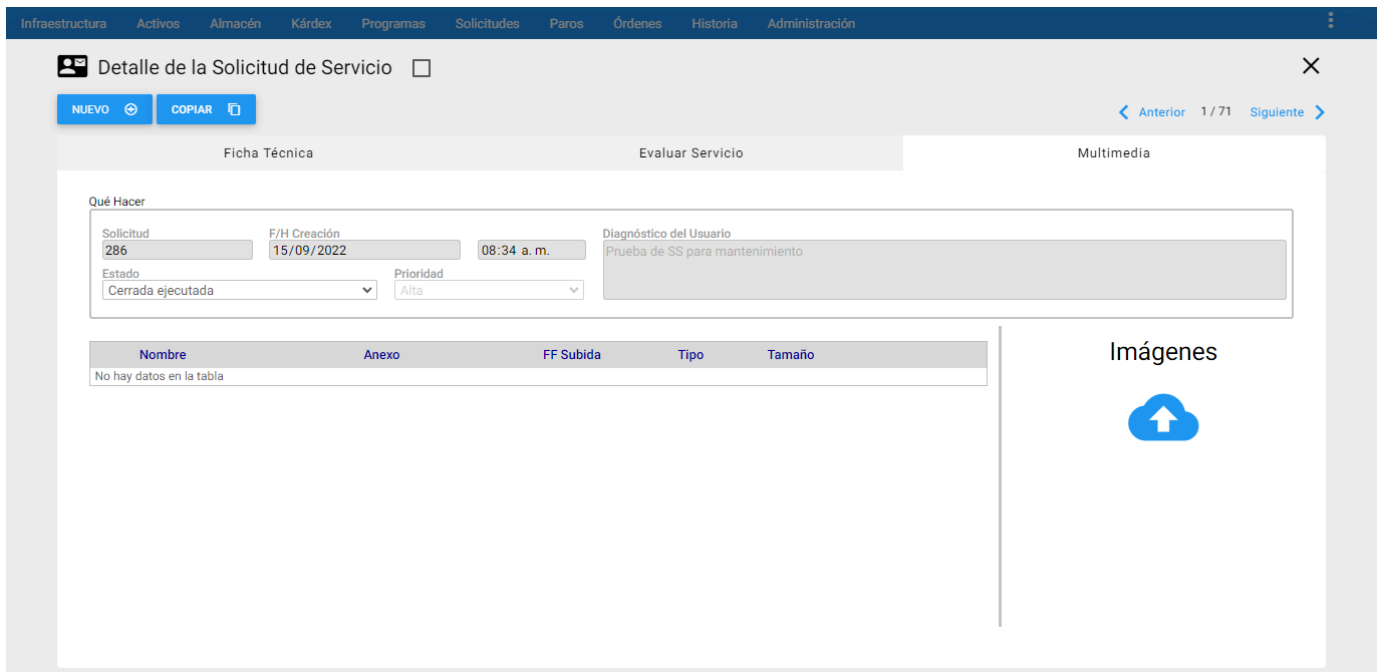 Infraestructura Activos Almacén Kárdex Programas Solicitudes Paros Órdenes Historia Administración
Detalle de la Solicitud de Servicio
NUEVO COPIAR
Anterior 1 / 71 Siguiente
Ficha Técnica Evaluar Servicio Multimedia
Qué Hacer
Solicitud F/H Creación Diagnóstico del Usuario
286 15/09/2022 08:34 a. m. Prueba de SS para mantenimiento
Estado Prioridad
Cerrada ejecutada Alta
Nombre Anexo FF Subida Tipo Tamaño
No hay datos en la tabla
Imágenes